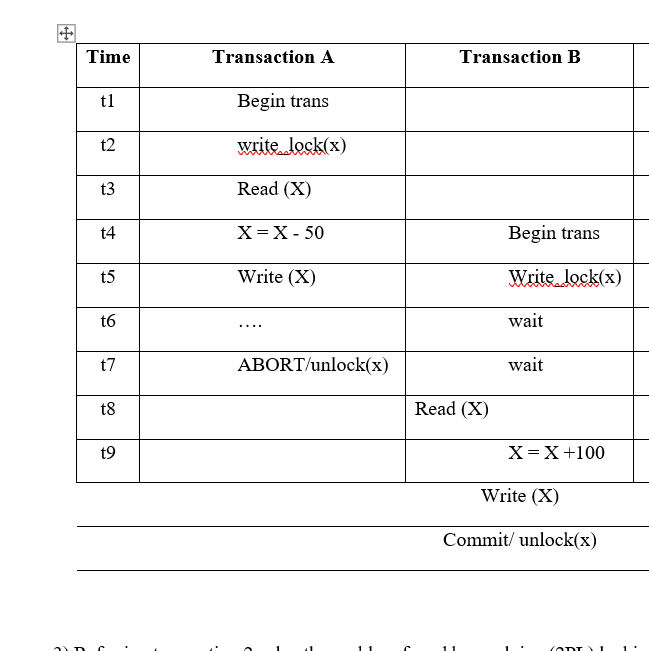 Time Transaction A Transaction B
t1 Begin trans
t2 write_lock(x)
t3 Read (X)
t4 X = X - 50 Begin trans
t5 Write (X) Write_lock(x)
t6 …. wait
t7 ABORT/unlock(x) wait
t8 Read (X)
t9 X = X +100
Write (X)
Commit/ unlock(x)